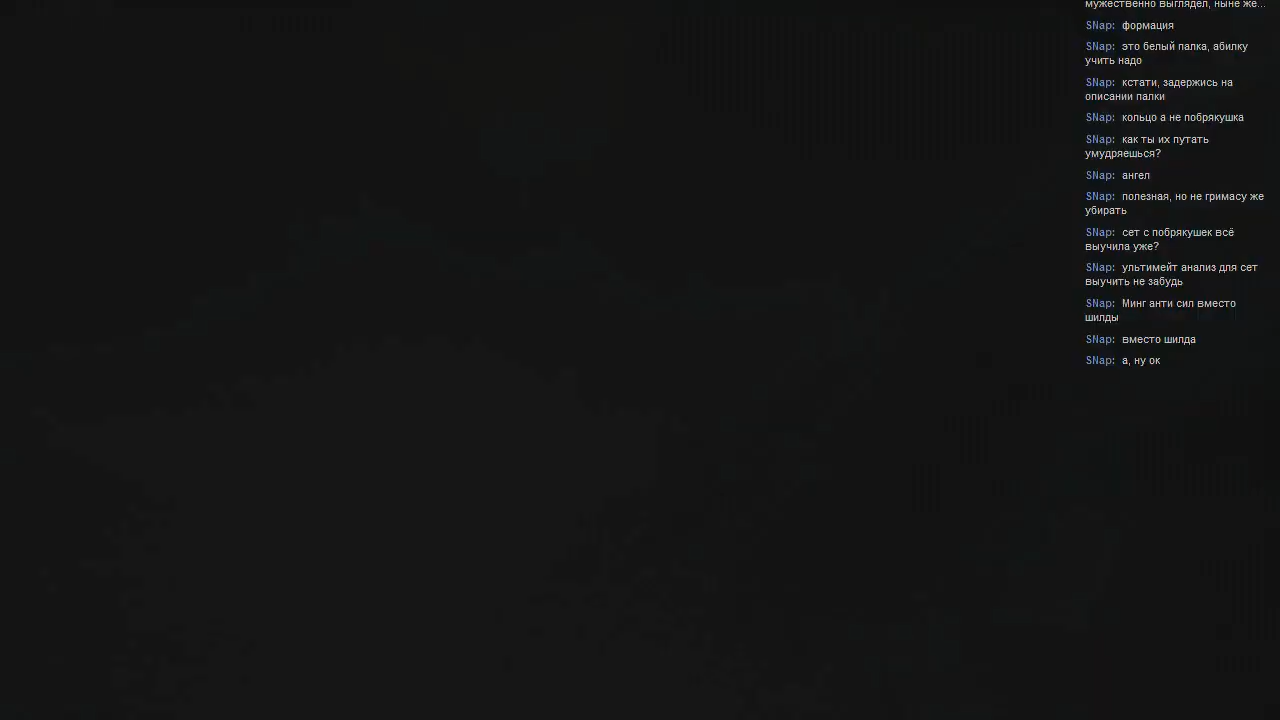 мужественно выглядел, ныне же...
SNap: формация
SNap: это белый палка, абилку
учить надо
SNap: кстати, задержись на
описании палки
SNap: кольцо а не побрякушка
SNap: как ты их путать
умудряешься?
SNap: ангел
SNap: полезная, но не гримасу же
убирать
SNap: сет с побрякушек всё
выучила уже?
SNap: ультимейт анализ для сет
выучить не забудь
SNap: Минг анти сил вместо
шилды
SNap: вместо шилда
SNap: а, ну ок